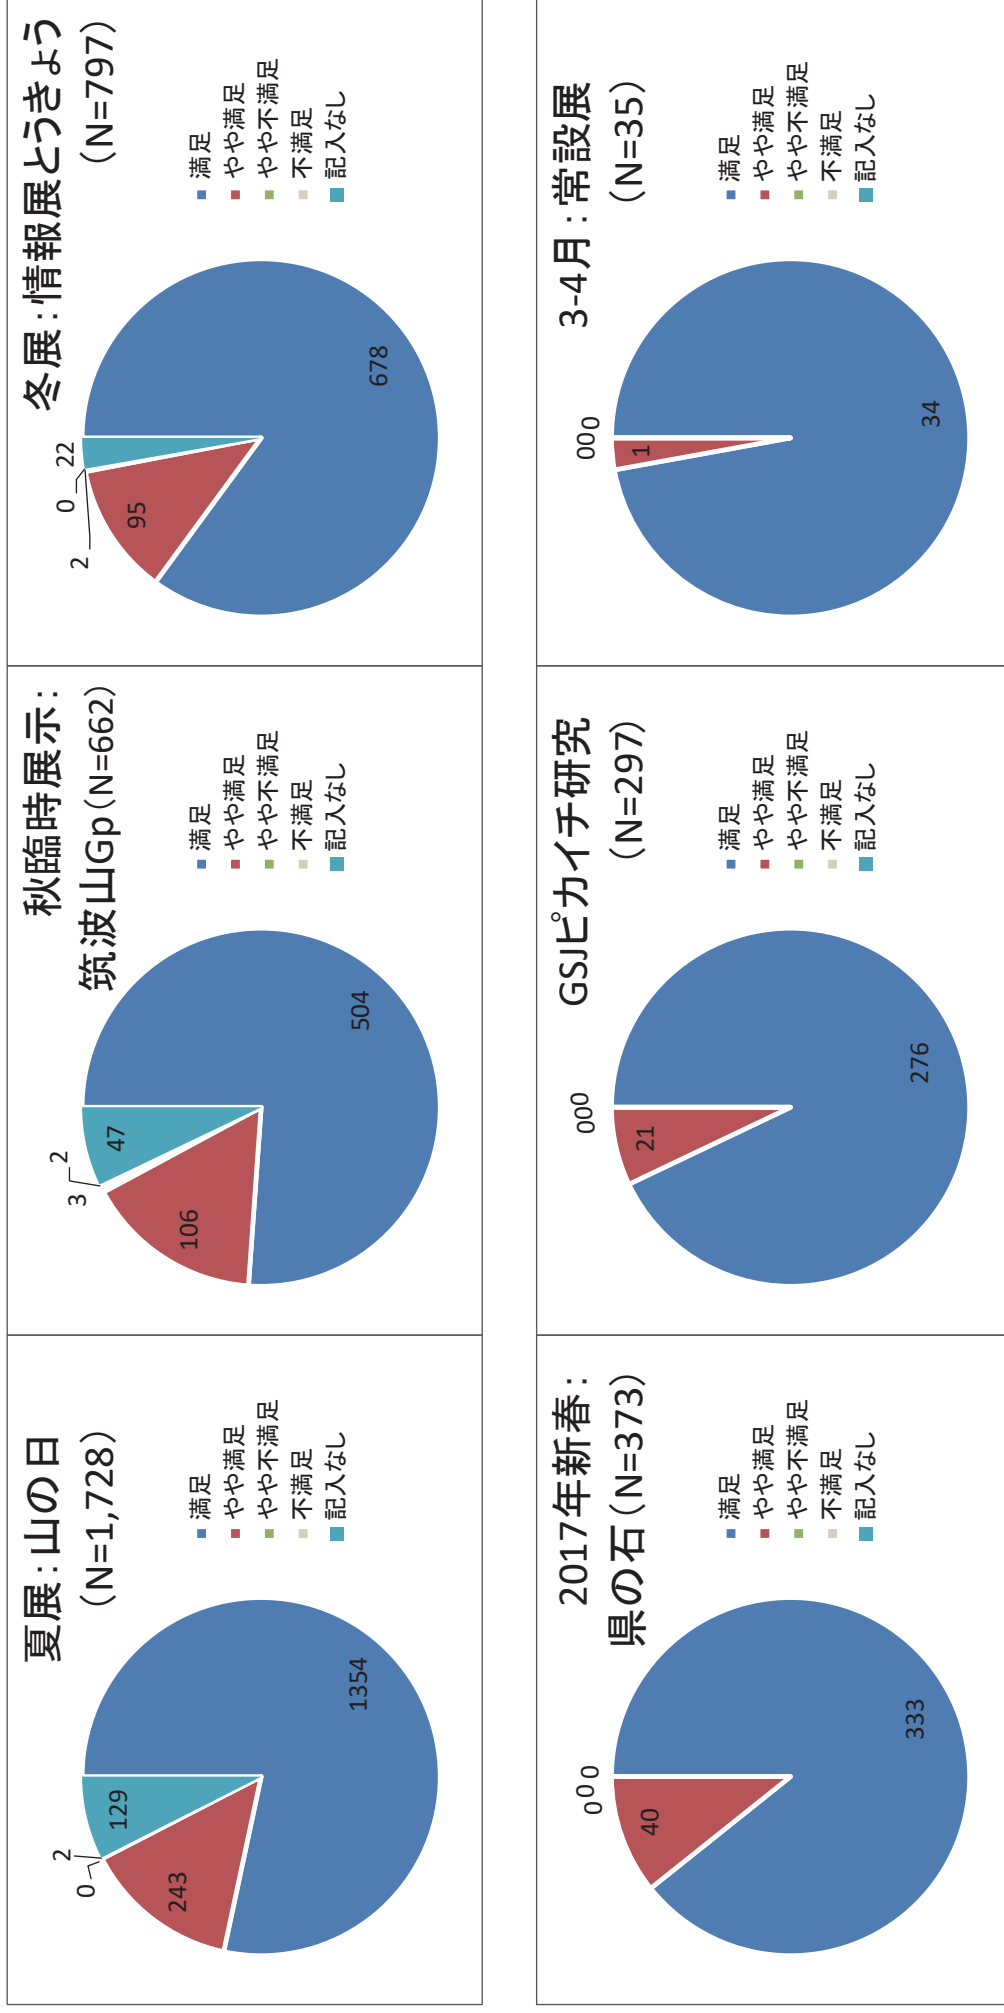 夏展：山の日
（N=1,728）
0
2
129
243
1354
満足
やや満足
やや不満足
不満足
記入なし
秋臨時展示：
筑波山Gp（N=662）
3
2
47
106
504
満足
やや満足
やや不満足
不満足
記入なし
冬展：情報展とうきょう
（N=797）
2
0
22
95
678
満足
やや満足
やや不満足
不満足
記入なし
2017年新春：
県の石（N=373）
0 0 0
40
333
満足
やや満足
やや不満足
不満足
記入なし
GSJピカイチ研究
（N=297）
000
21
276
満足
やや満足
やや不満足
不満足
記入なし
3-4月：常設展
（N=35）
000
1
34
満足
やや満足
やや不満足
不満足
記入なし